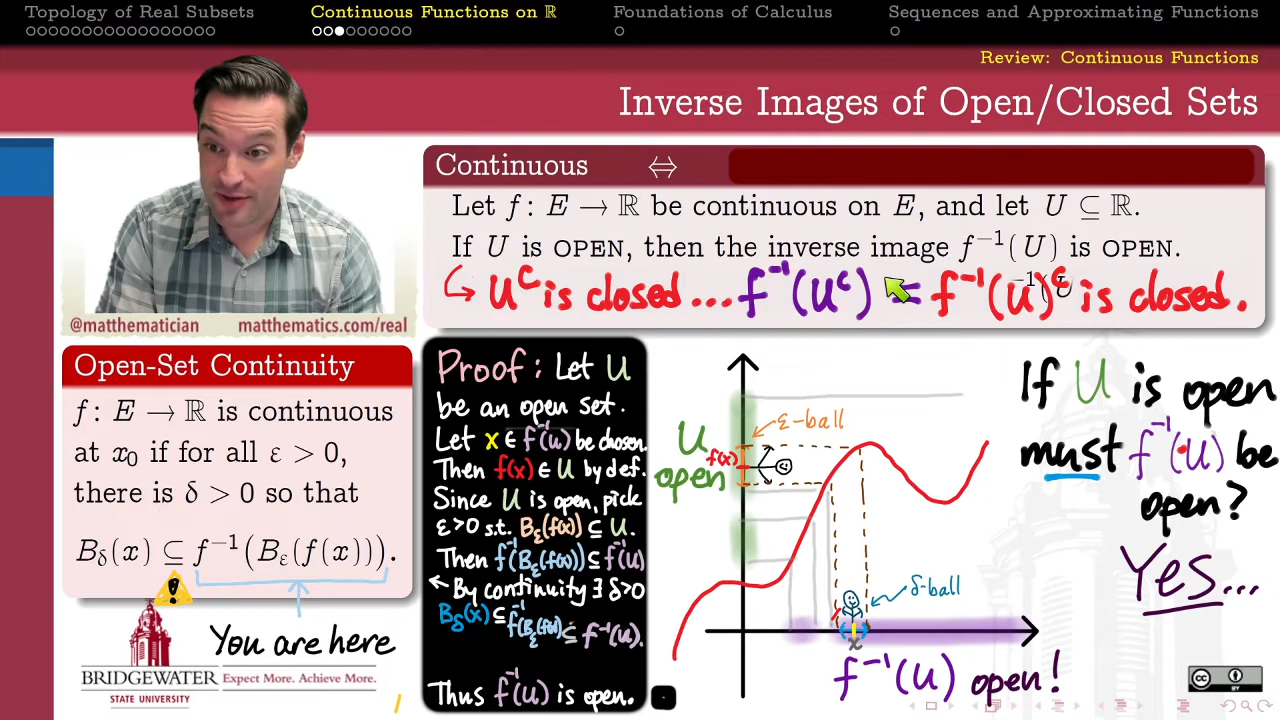 Topology of Real Subsets Continuous Functions on ℝ Foundations of Calculus Sequences and Approximating Functions
Review: Continuous Functions
Inverse Images of Open/Closed Sets
Continuous ⇔
Let f: E → ℝ be continuous on E, and let U ⊆ ℝ.
If U is OPEN, then the inverse image f⁻¹(U) is OPEN.
↪ Uᶜ is closed... f⁻¹(Uᶜ) = f⁻¹(U)ᶜ is closed.
@matthematician matthematics.com/real
Open-Set Continuity
f: E → ℝ is continuous
at x₀ if for all ε > 0,
there is δ > 0 so that
B_δ(x) ⊆ f⁻¹(B_ε(f(x))).
!
You are here
BRIDGEWATER
STATE UNIVERSITY
Expect More. Achieve More.
Proof: Let U
be an open set.
Let x ∈ f⁻¹(U) be chosen.
Then f(x) ∈ U by def.
Since U is open, pick
ε>0 s.t. B_ε(f(x)) ⊆ U.
Then f⁻¹(B_ε(f(x))) ⊆ f⁻¹(U)
← By continuity ∃ δ>0
B_δ(x) ⊆ f⁻¹(B_ε(f(x))) ⊆ f⁻¹(U).
Thus f⁻¹(U) is open.
U
open
f(x)
ε-ball
δ-ball
x
f⁻¹(U) open!
If U is open
must f⁻¹(U) be
open?
Yes...
cc BY